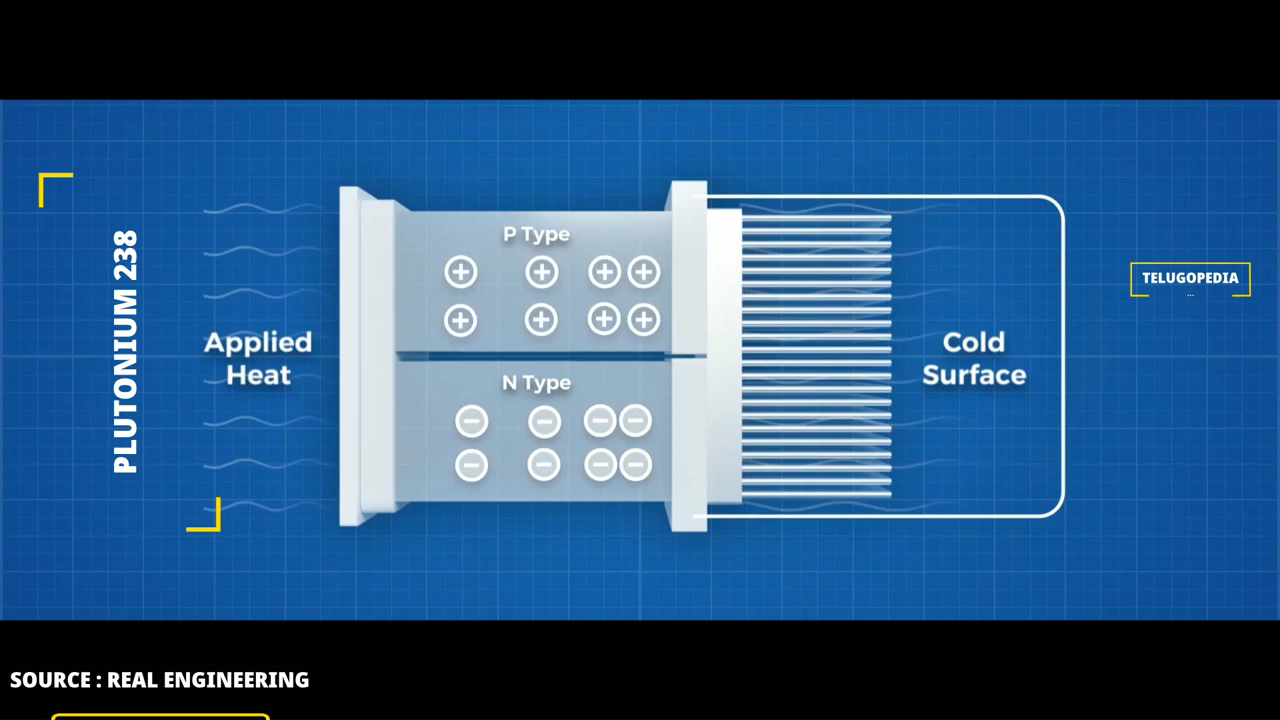 PLUTONIUM 238
Applied
Heat
P Type
N Type
Cold
Surface
TELUGOPEDIA
...
SOURCE : REAL ENGINEERING